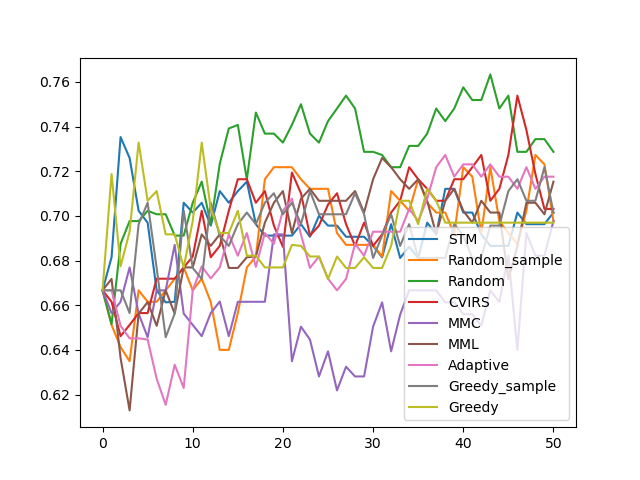 0.76
0.74
0.72
0.70
0.68
0.66
0.64
0.62
0
10
20
30
40
50
STM
Random_sample
Random
CVIRS
MMC
MML
Adaptive
Greedy_sample
Greedy